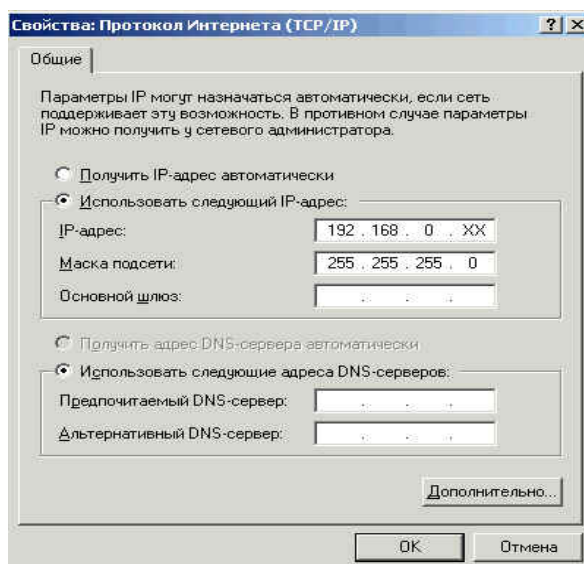 Свойства: Протокол Интернета (TCP/IP)
Общие
Параметры IP могут назначаться автоматически, если сеть
поддерживает эту возможность. В противном случае параметры
IP можно получить у сетевого администратора.
Получить IP-адрес автоматически
Использовать следующий IP-адрес:
IP-адрес: 192 . 168 . 0 . XX
Маска подсети: 255 . 255 . 255 . 0
Основной шлюз: . . .
Получить адрес DNS-сервера автоматически
Использовать следующие адреса DNS-серверов:
Предпочитаемый DNS-сервер: . . .
Альтернативный DNS-сервер: . . .
Дополнительно...
OK Отмена